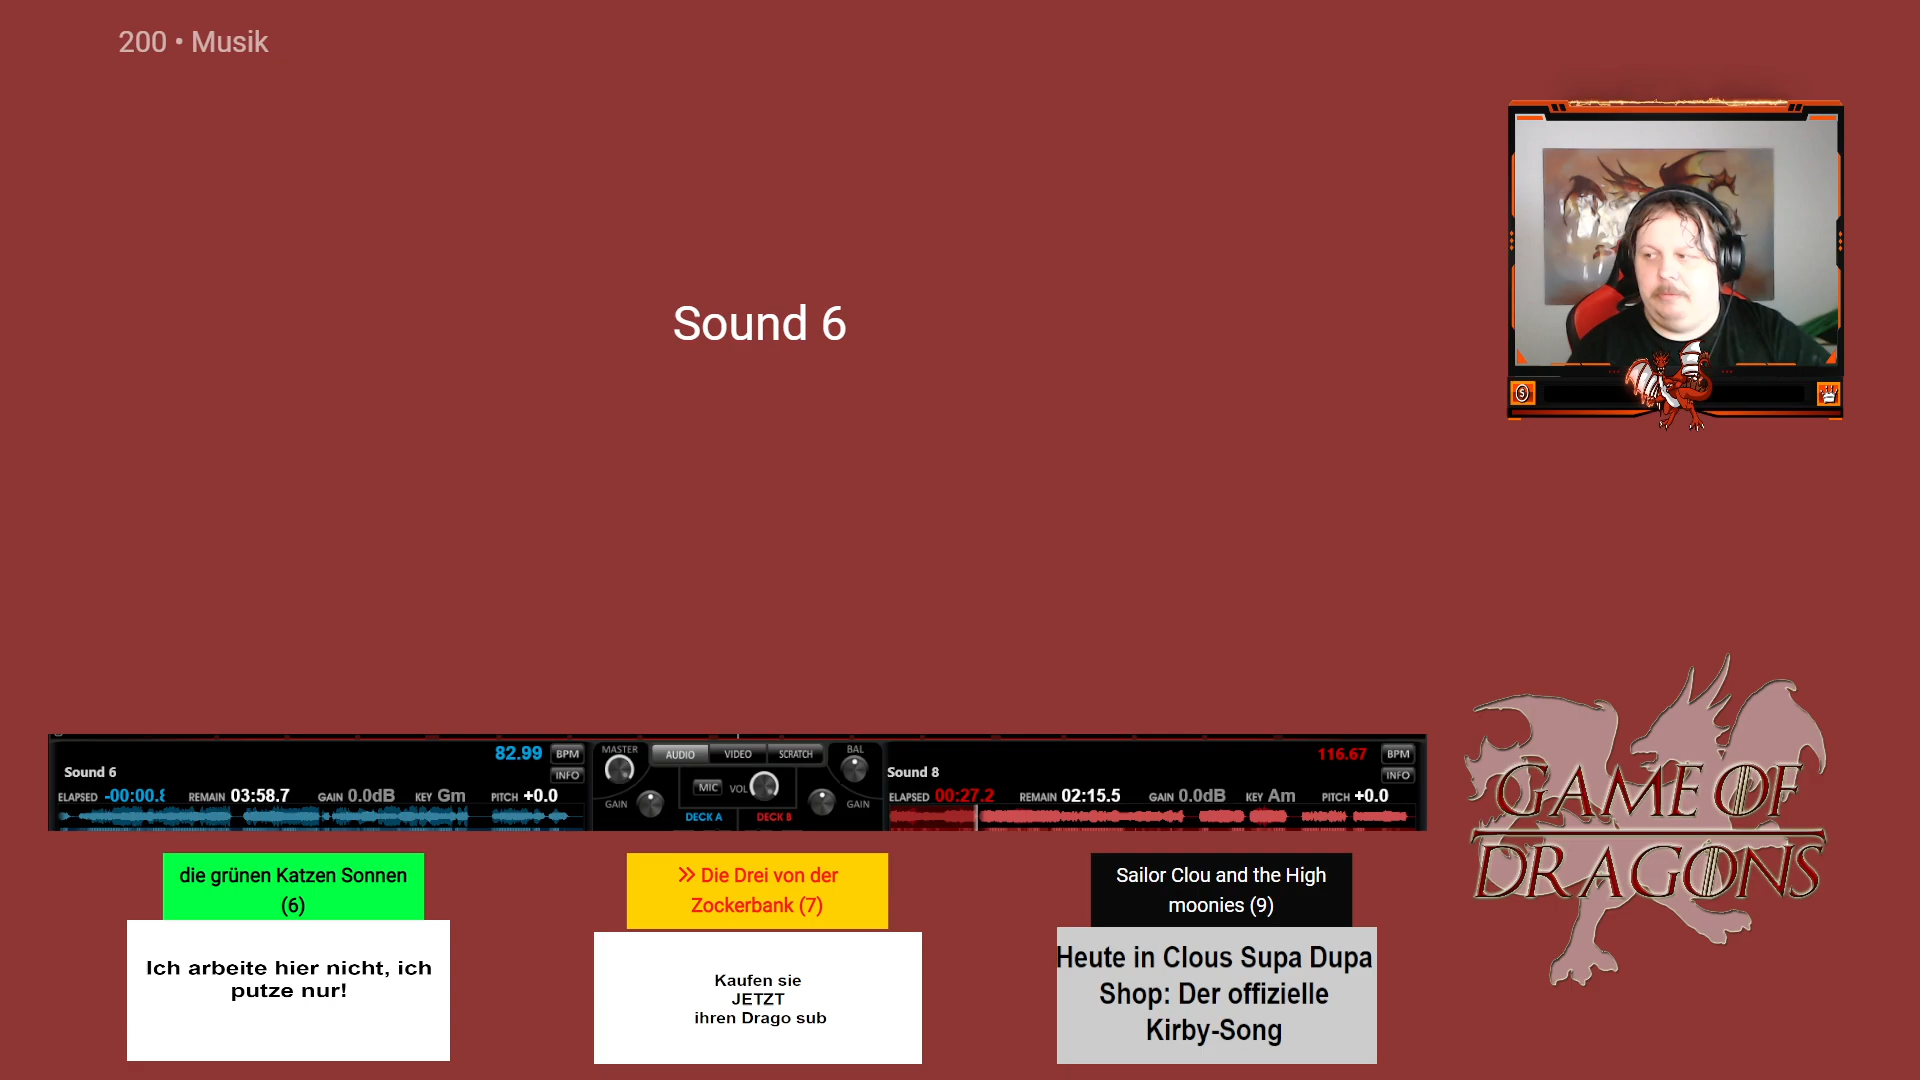 200 • Musik
Sound 6
82.99 BPM
INFO
Sound 6
ELAPSED -00:00.8 REMAIN 03:58.7 GAIN 0.0dB KEY Gm PITCH +0.0
MASTER AUDIO VIDEO SCRATCH BAL
MIC VOL
GAIN GAIN
DECK A DECK B
116.67 BPM
INFO
Sound 8
ELAPSED 00:27.2 REMAIN 02:15.5 GAIN 0.0dB KEY Am PITCH +0.0
die grünen Katzen Sonnen
(6)
Ich arbeite hier nicht, ich
putze nur!
Die Drei von der
Zockerbank (7)
Kaufen sie
JETZT
ihren Drago sub
Sailor Clou and the High
moonies (9)
Heute in Clous Supa Dupa
Shop: Der offizielle
Kirby-Song
GAME OF
DRAGONS
S